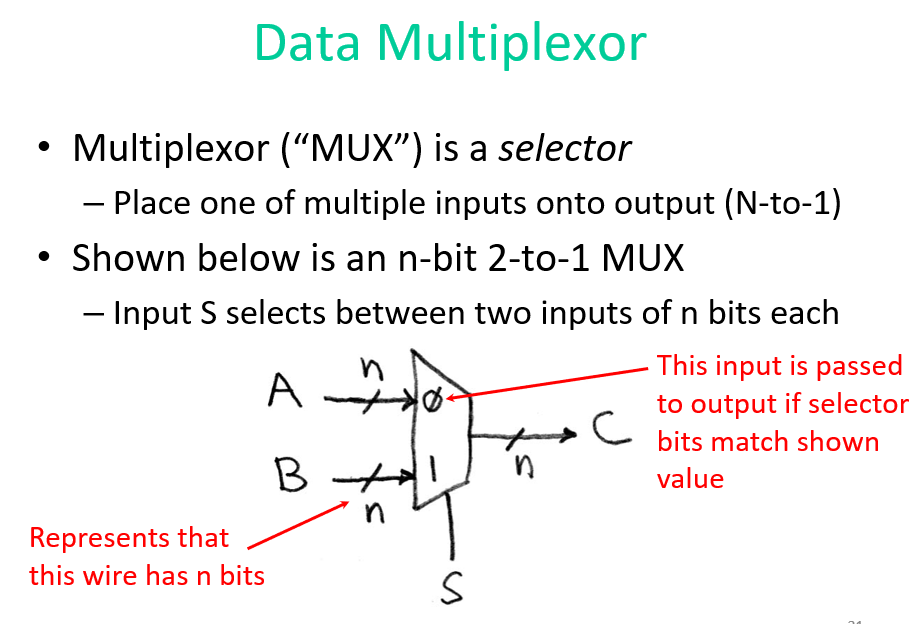 Data Multiplexor
• Multiplexor (“MUX”) is a selector
– Place one of multiple inputs onto output (N-to-1)
• Shown below is an n-bit 2-to-1 MUX
– Input S selects between two inputs of n bits each
n
A
0
This input is passed
to output if selector
bits match shown
value
C
n
B
1
n
Represents that
this wire has n bits
S